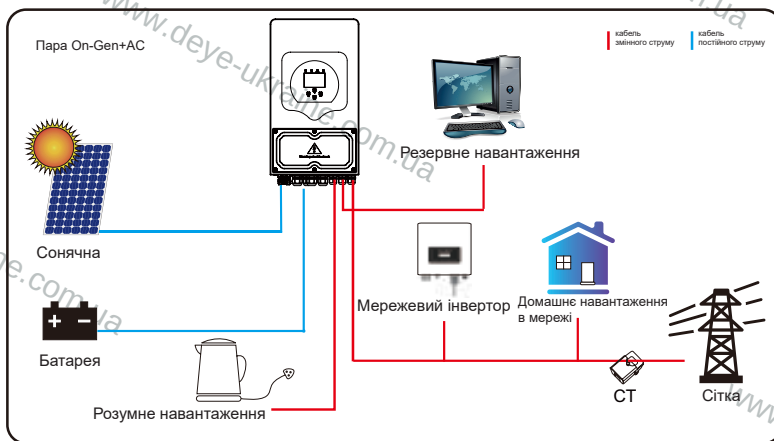 Пара On-Gen+AC
кабель
змінного струму
кабель
постійного струму
Резервне навантаження
Сонячна
Мережевий інвертор
Домашнє навантаження
в мережі
Батарея
Розумне навантаження
CT
Сітка
www.deye-ukraine.com.ua